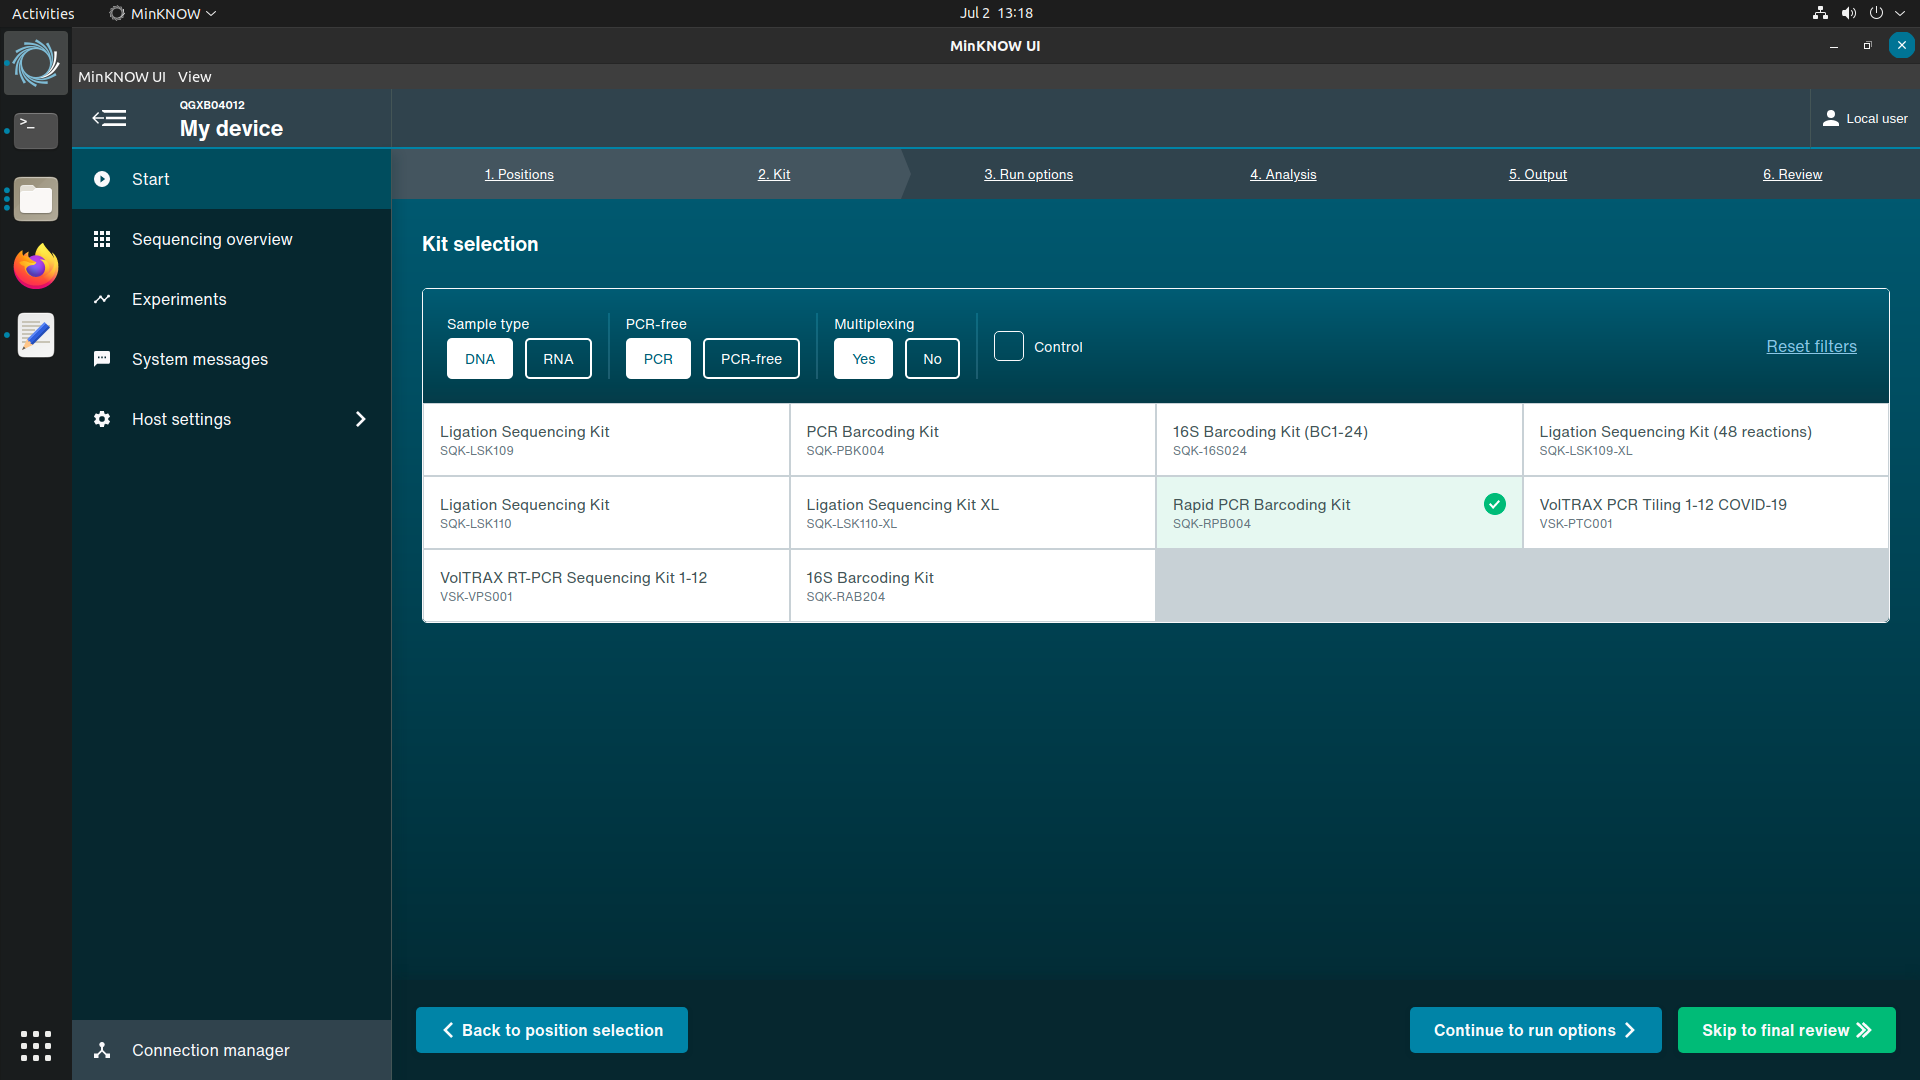 Activities
MinKNOW
Jul 2 13:18
MinKNOW UI
MinKNOW UI View
QGXB04012
My device
Local user
Start
Sequencing overview
Experiments
System messages
Host settings
Connection manager
1. Positions
2. Kit
3. Run options
4. Analysis
5. Output
6. Review
Kit selection
Sample type
DNA
RNA
PCR-free
PCR
PCR-free
Multiplexing
Yes
No
Control
Reset filters
Ligation Sequencing Kit
SQK-LSK109
PCR Barcoding Kit
SQK-PBK004
16S Barcoding Kit (BC1-24)
SQK-16S024
Ligation Sequencing Kit (48 reactions)
SQK-LSK109-XL
Ligation Sequencing Kit
SQK-LSK110
Ligation Sequencing Kit XL
SQK-LSK110-XL
Rapid PCR Barcoding Kit
SQK-RPB004
VolTRAX PCR Tiling 1-12 COVID-19
VSK-PTC001
VolTRAX RT-PCR Sequencing Kit 1-12
VSK-VPS001
16S Barcoding Kit
SQK-RAB204
Back to position selection
Continue to run options
Skip to final review